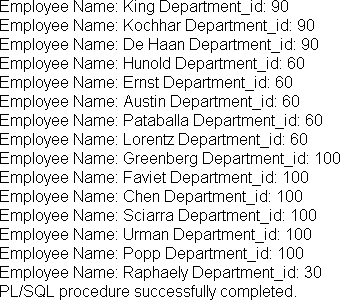 Employee Name: King Department_id: 90
Employee Name: Kochhar Department_id: 90
Employee Name: De Haan Department_id: 90
Employee Name: Hunold Department_id: 60
Employee Name: Ernst Department_id: 60
Employee Name: Austin Department_id: 60
Employee Name: Pataballa Department_id: 60
Employee Name: Lorentz Department_id: 60
Employee Name: Greenberg Department_id: 100
Employee Name: Faviet Department_id: 100
Employee Name: Chen Department_id: 100
Employee Name: Sciarra Department_id: 100
Employee Name: Urman Department_id: 100
Employee Name: Popp Department_id: 100
Employee Name: Raphaely Department_id: 30
PL/SQL procedure successfully completed.